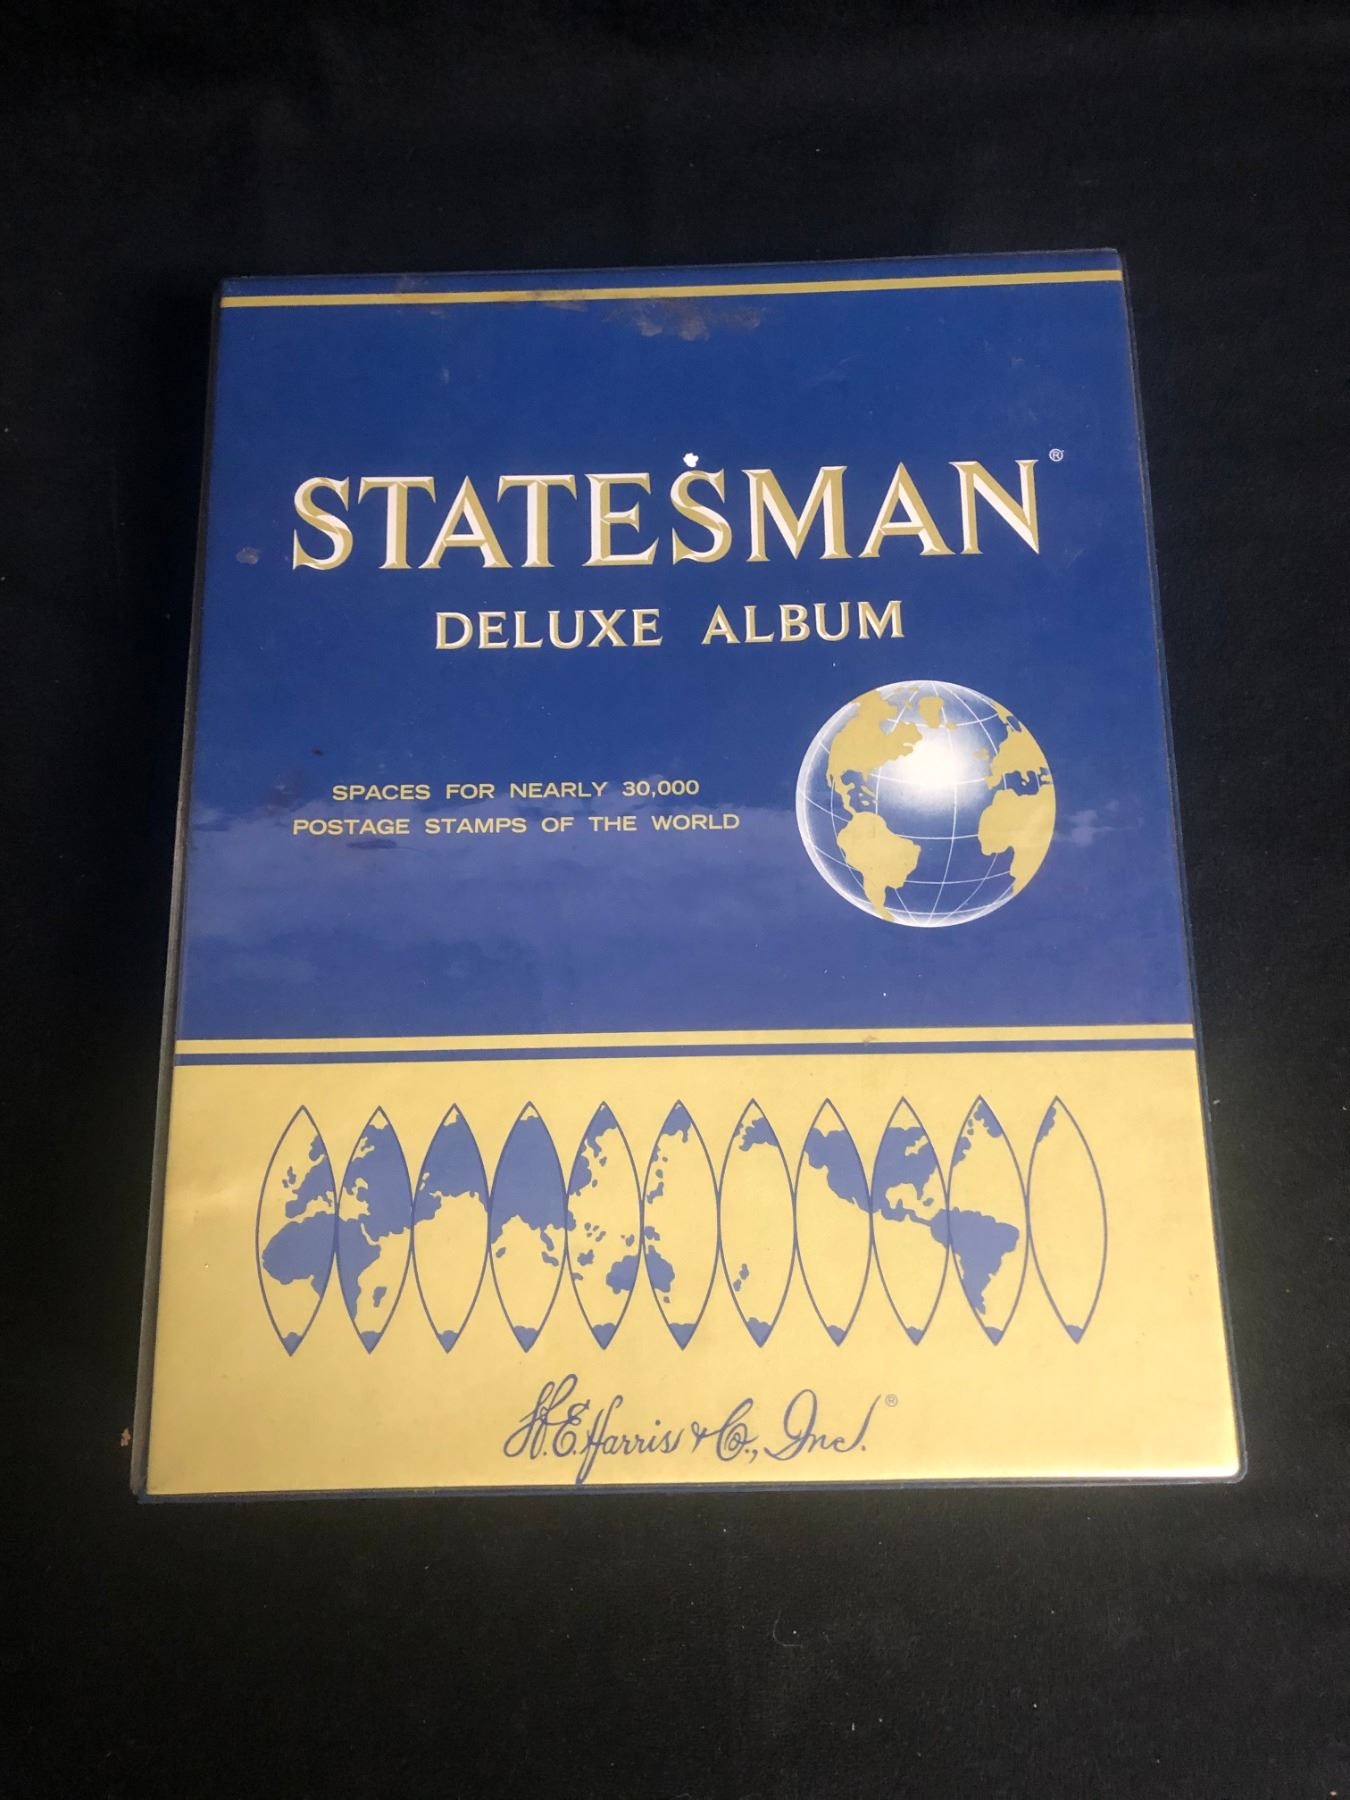 STATESMAN®
DELUXE ALBUM
SPACES FOR NEARLY 30,000
POSTAGE STAMPS OF THE WORLD
H.E. Harris & Co., Inc.®